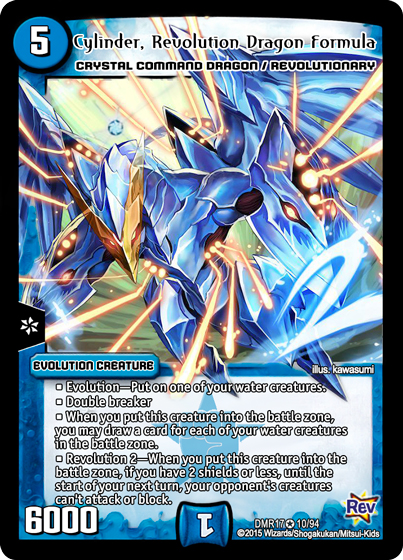 5
Cylinder, Revolution Dragon Formula
CRYSTAL COMMAND DRAGON / REVOLUTIONARY
2
illus. kawasumi
EVOLUTION CREATURE
▪ Evolution—Put on one of your water creatures.
▪ Double breaker
▪ When you put this creature into the battle zone,
you may draw a card for each of your water creatures
in the battle zone.
▪ Revolution 2—When you put this creature into the
battle zone, if you have 2 shields or less, until the
start of your next turn, your opponent's creatures
can't attack or block.
6000
1
Rev
DMR17 ✪ 10/94
©2015 Wizards/Shogakukan/Mitsui-Kids